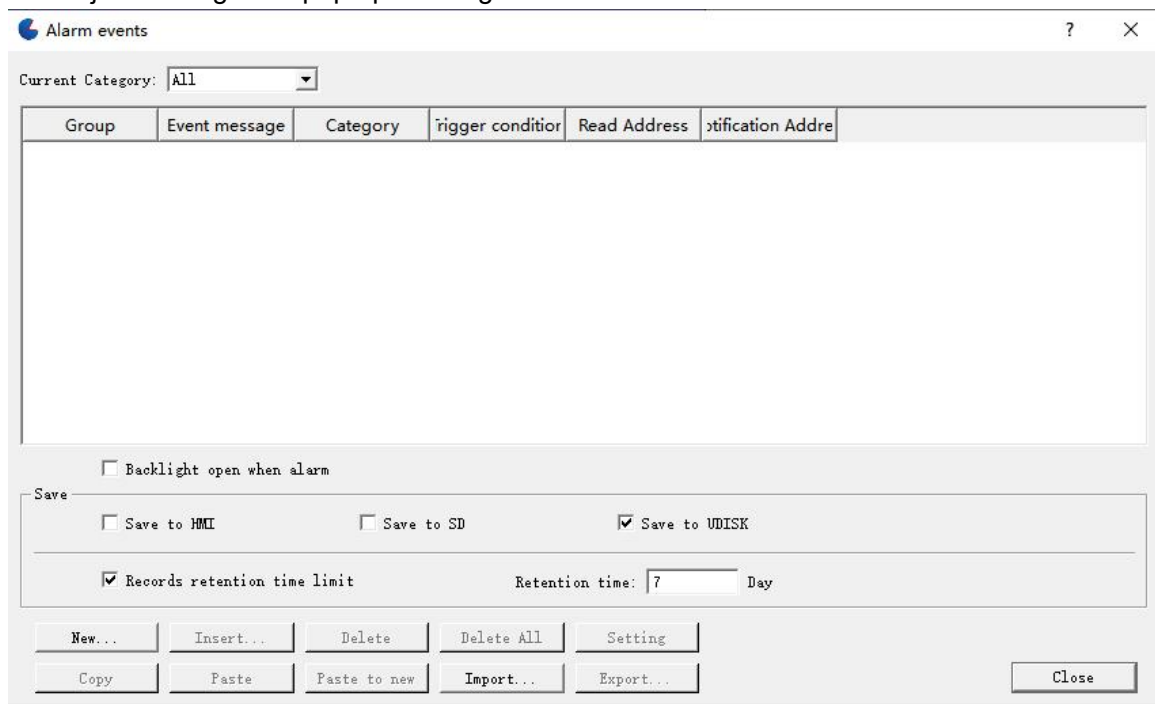 Alarm events ?
Current Category: All
Group Event message Category Trigger condition Read Address otification Addre
Backlight open when alarm
Save
Save to HMI Save to SD Save to UDISK
Records retention time limit Retention time: 7 Day
New... Insert... Delete Delete All Setting
Copy Paste Paste to new Import... Export... Close